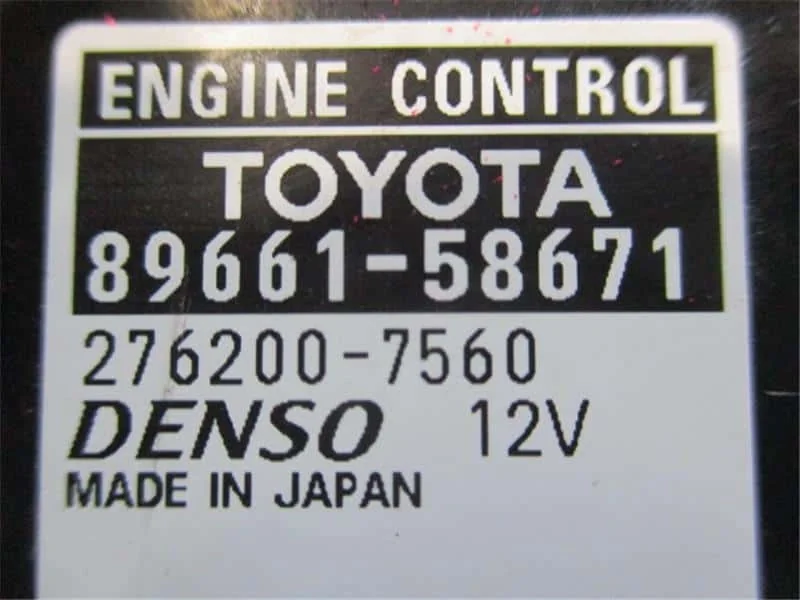 ENGINE CONTROL
TOYOTA
89661-58671
276200-7560
DENSO 12V
MADE IN JAPAN